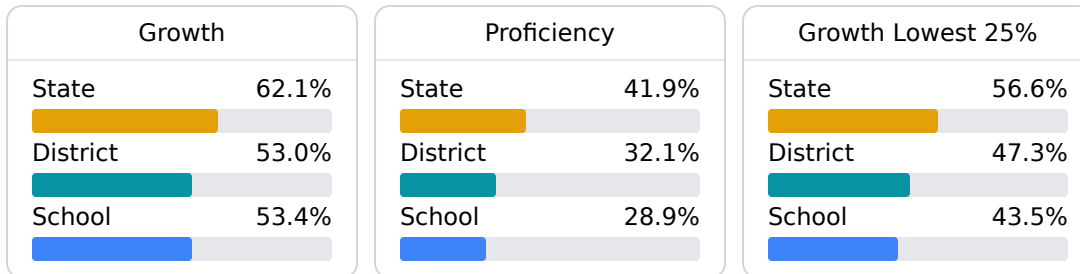 Growth
State 62.1%
District 53.0%
School 53.4%
Proficiency
State 41.9%
District 32.1%
School 28.9%
Growth Lowest 25%
State 56.6%
District 47.3%
School 43.5%